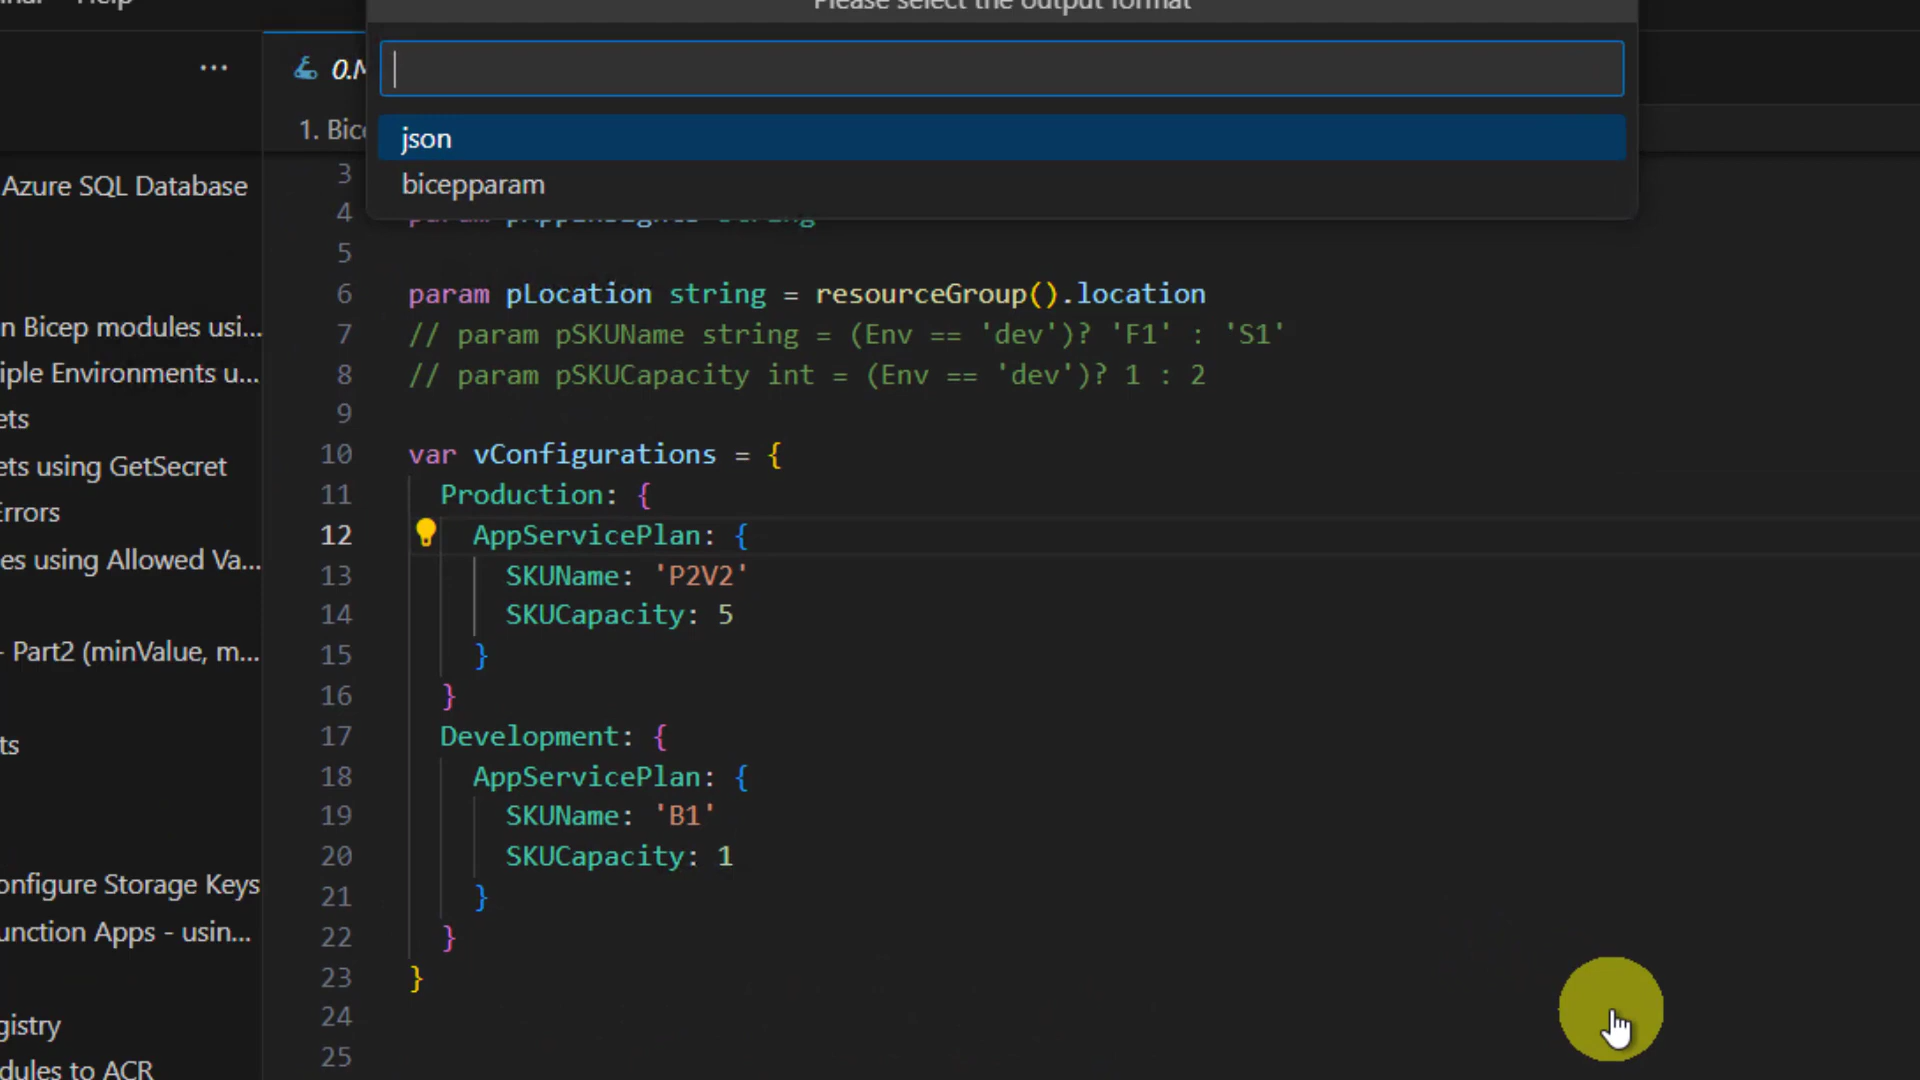 Help
Please select the output format
0.M
1. Bice
json
bicepparam
Azure SQL Database
n Bicep modules usi...
iple Environments u...
ets
ets using GetSecret
Errors
es using Allowed Va...
- Part2 (minValue, m...
ts
onfigure Storage Keys
unction Apps - usin...
gistry
dules to ACR
3
4
5
6 param pLocation string = resourceGroup().location
7 // param pSKUName string = (Env == 'dev')? 'F1' : 'S1'
8 // param pSKUCapacity int = (Env == 'dev')? 1 : 2
9
10 var vConfigurations = {
11 Production: {
12 AppServicePlan: {
13 SKUName: 'P2V2'
14 SKUCapacity: 5
15 }
16 }
17 Development: {
18 AppServicePlan: {
19 SKUName: 'B1'
20 SKUCapacity: 1
21 }
22 }
23 }
24
25